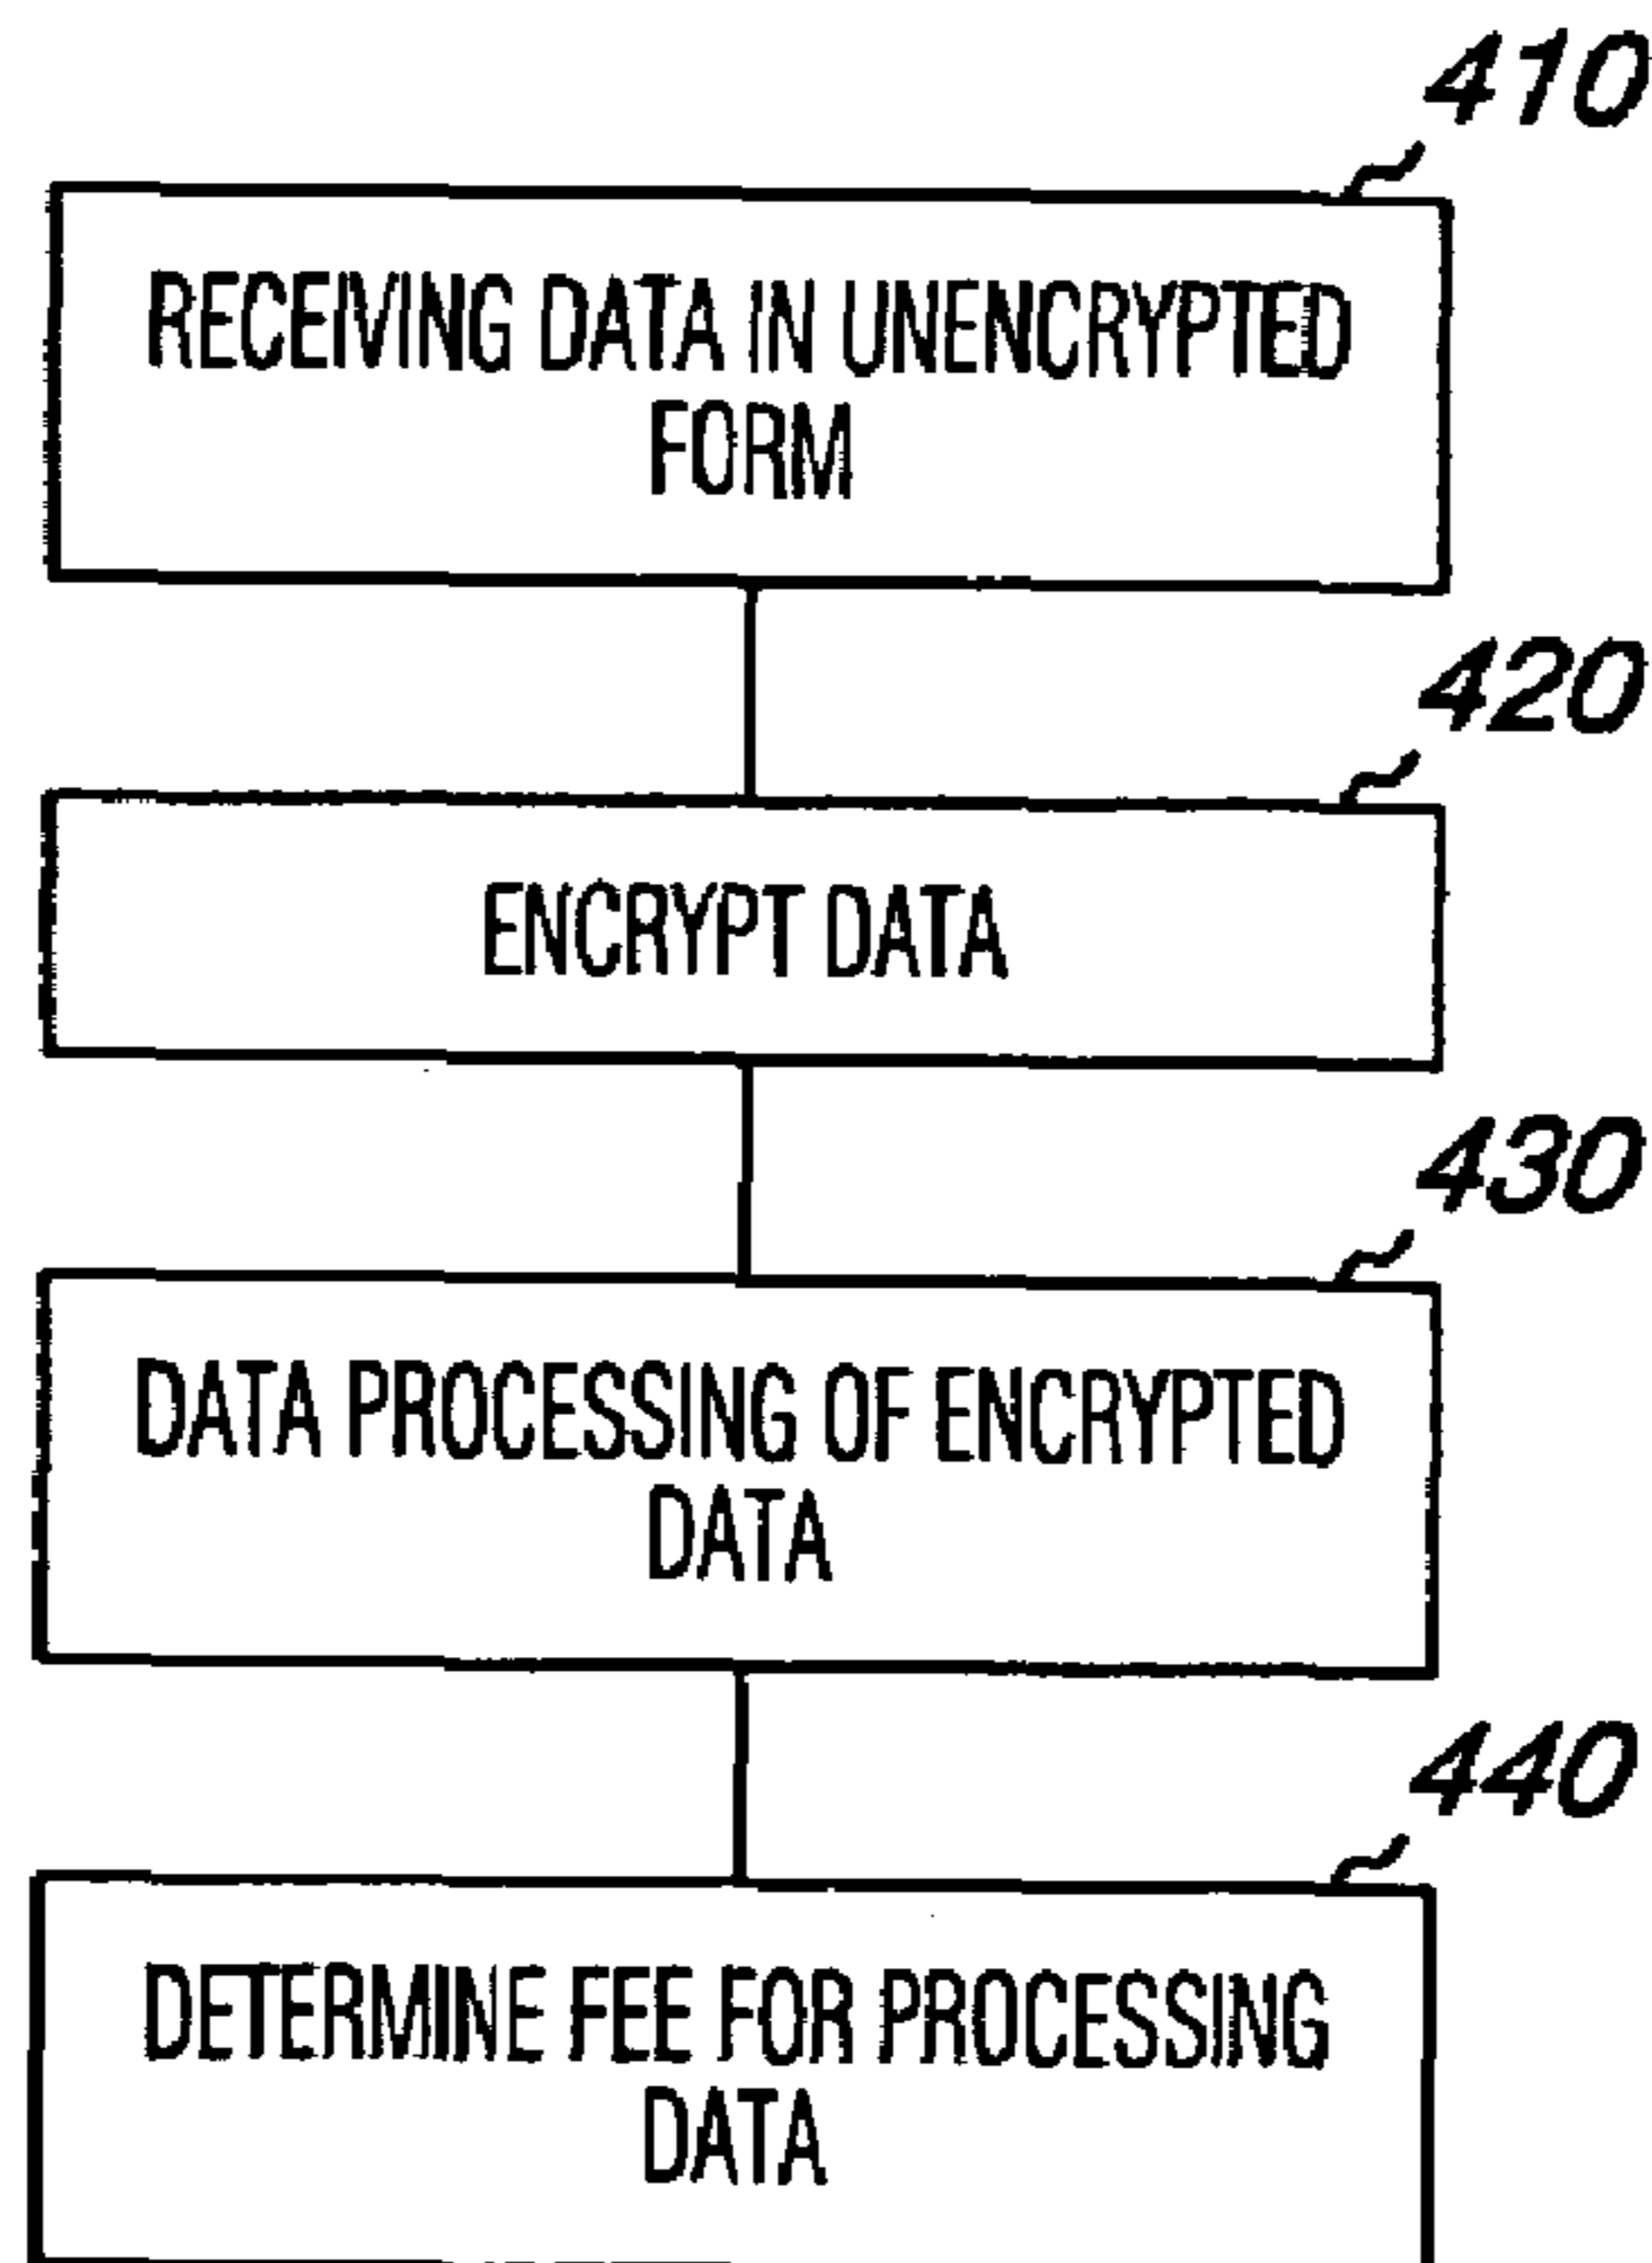 410
RECEIVING DATA IN UNENCRYPTED
FORM
420
ENCRYPT DATA
430
DATA PROCESSING OF ENCRYPTED
DATA
440
DETERMINE FEE FOR PROCESSING
DATA